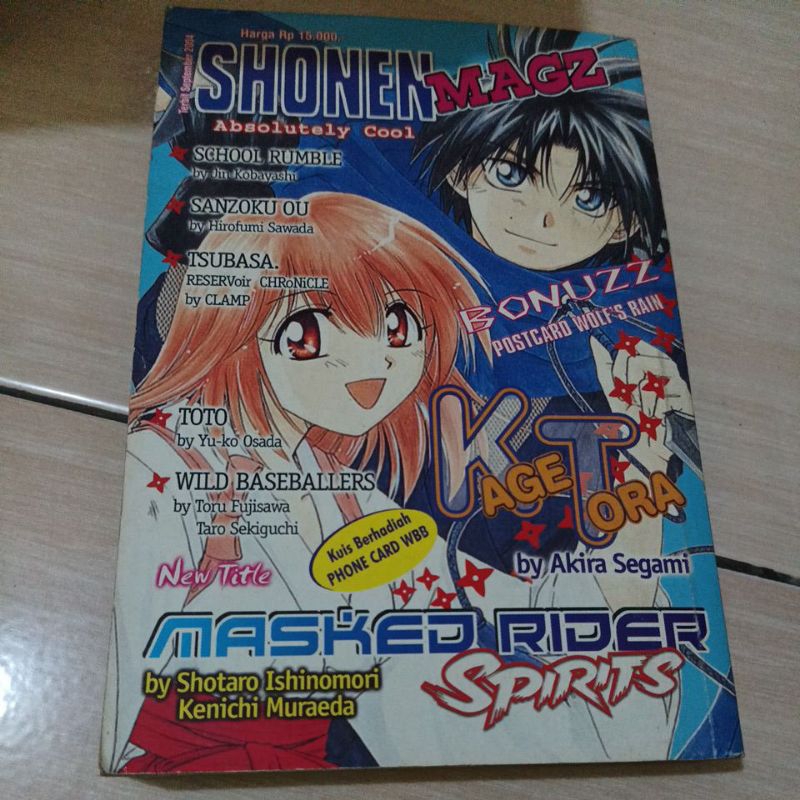 Harga Rp 15.000,-
Terbit September 2004
SHONEN MAGZ
Absolutely Cool
SCHOOL RUMBLE
by Jin Kobayashi
SANZOKU OU
by Hirofumi Sawada
TSUBASA.
RESERVoir CHRoNiCLE
by CLAMP
BONUZZ
POSTCARD WOLF'S RAIN
TOTO
by Yu-ko Osada
WILD BASEBALLERS
by Toru Fujisawa
Taro Sekiguchi
KAGE TORA
by Akira Segami
Kuis Berhadiah
PHONE CARD WBB
New Title
MASKED RIDER
SPIRITS
by Shotaro Ishinomori
Kenichi Muraeda